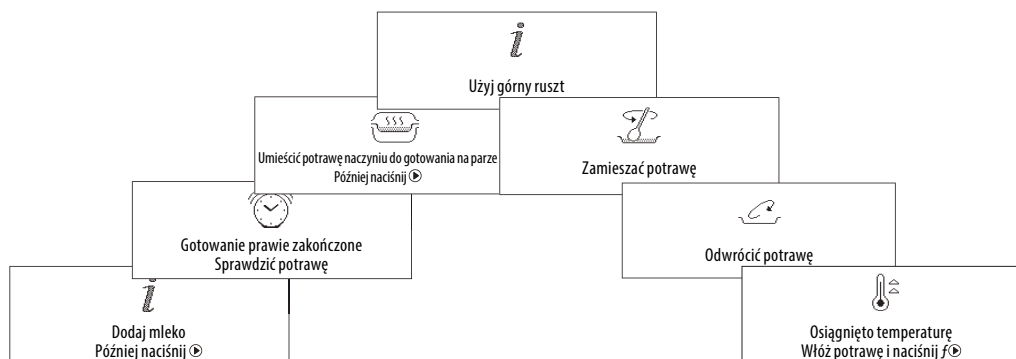 i
Użyj górny ruszt
Umieścić potrawę naczyniu do gotowania na parze
Później naciśnij
Zamieszać potrawę
Gotowanie prawie zakończone
Sprawdzić potrawę
Odwrócić potrawę
i
Dodaj mleko
Później naciśnij
Osiągnięto temperaturę
Włóż potrawę i naciśnij f